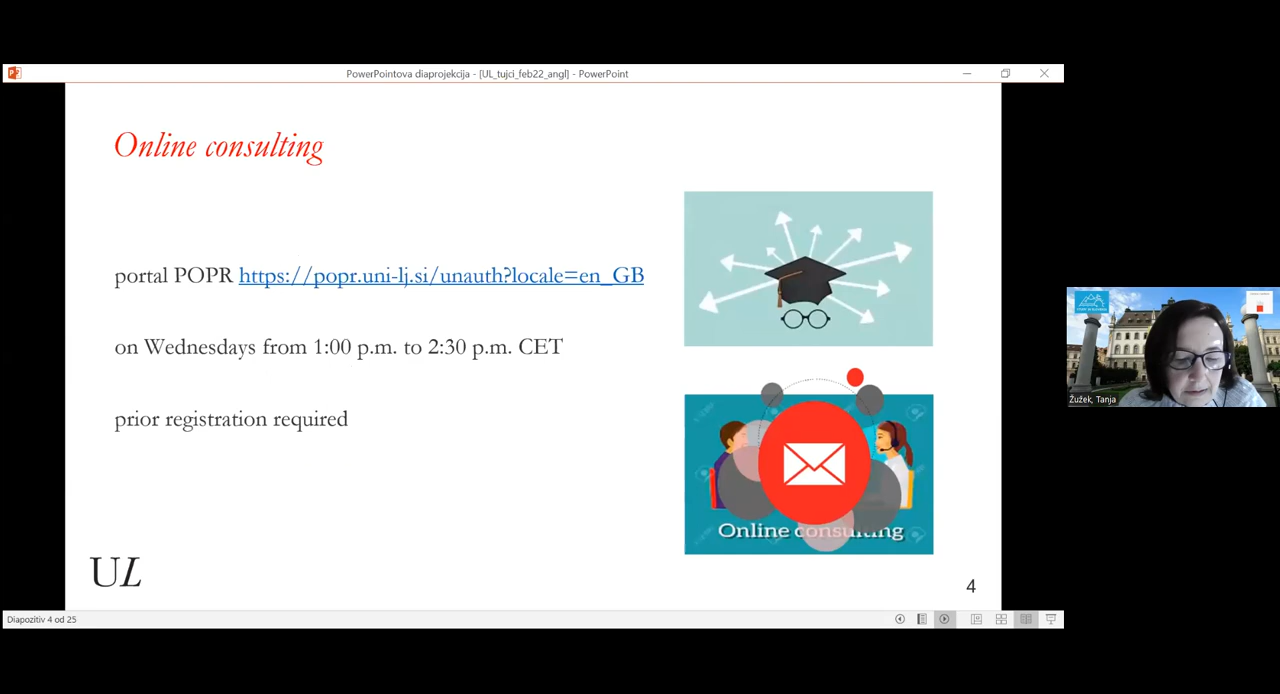 PowerPointova diaprojekcija - [UL_tujci_feb22_angl] - PowerPoint
Online consulting
portal POPR https://popr.uni-lj.si/unauth?locale=en_GB
on Wednesdays from 1:00 p.m. to 2:30 p.m. CET
prior registration required
Online consulting
UL
4
Diapozitiv 4 od 25
Žužek, Tanja